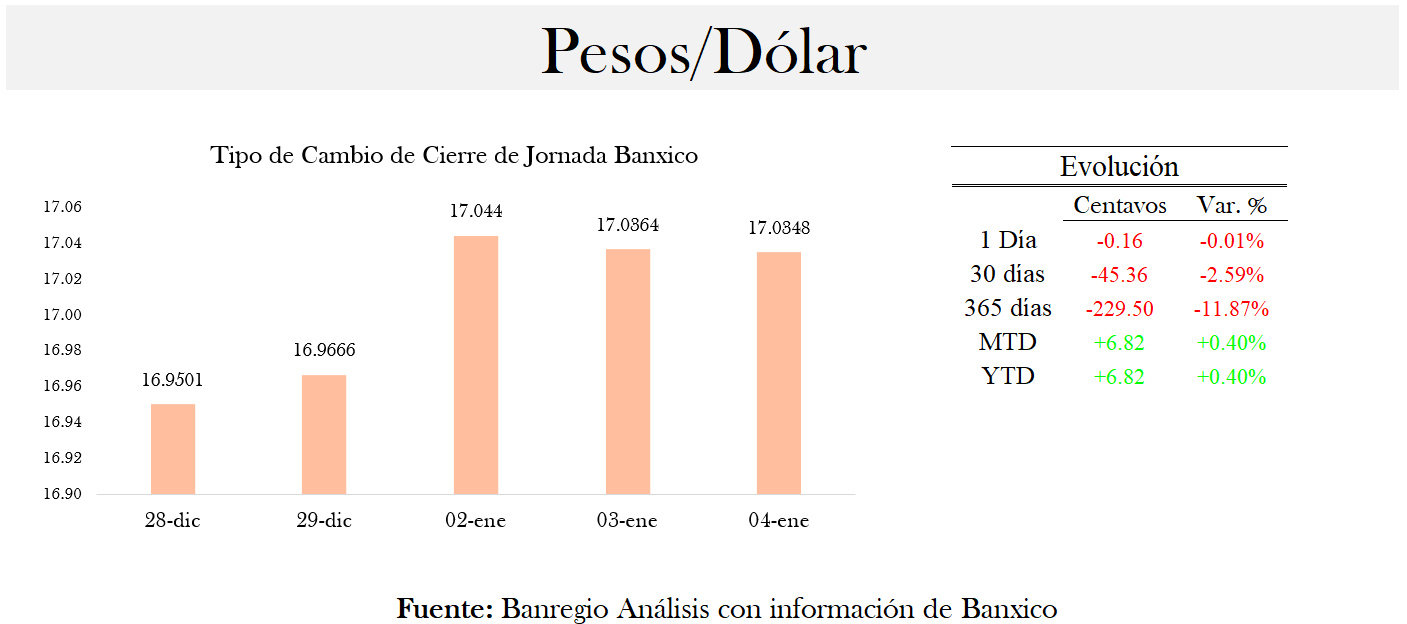 Pesos/Dólar
Tipo de Cambio de Cierre de Jornada Banxico
17.06
17.04
17.02
17.00
16.98
16.96
16.94
16.92
16.90
16.9501
16.9666
17.044
17.0364
17.0348
28-dic
29-dic
02-ene
03-ene
04-ene
Evolución
Centavos Var. %
1 Día -0.16 -0.01%
30 días -45.36 -2.59%
365 días -229.50 -11.87%
MTD +6.82 +0.40%
YTD +6.82 +0.40%
Fuente: Banregio Análisis con información de Banxico